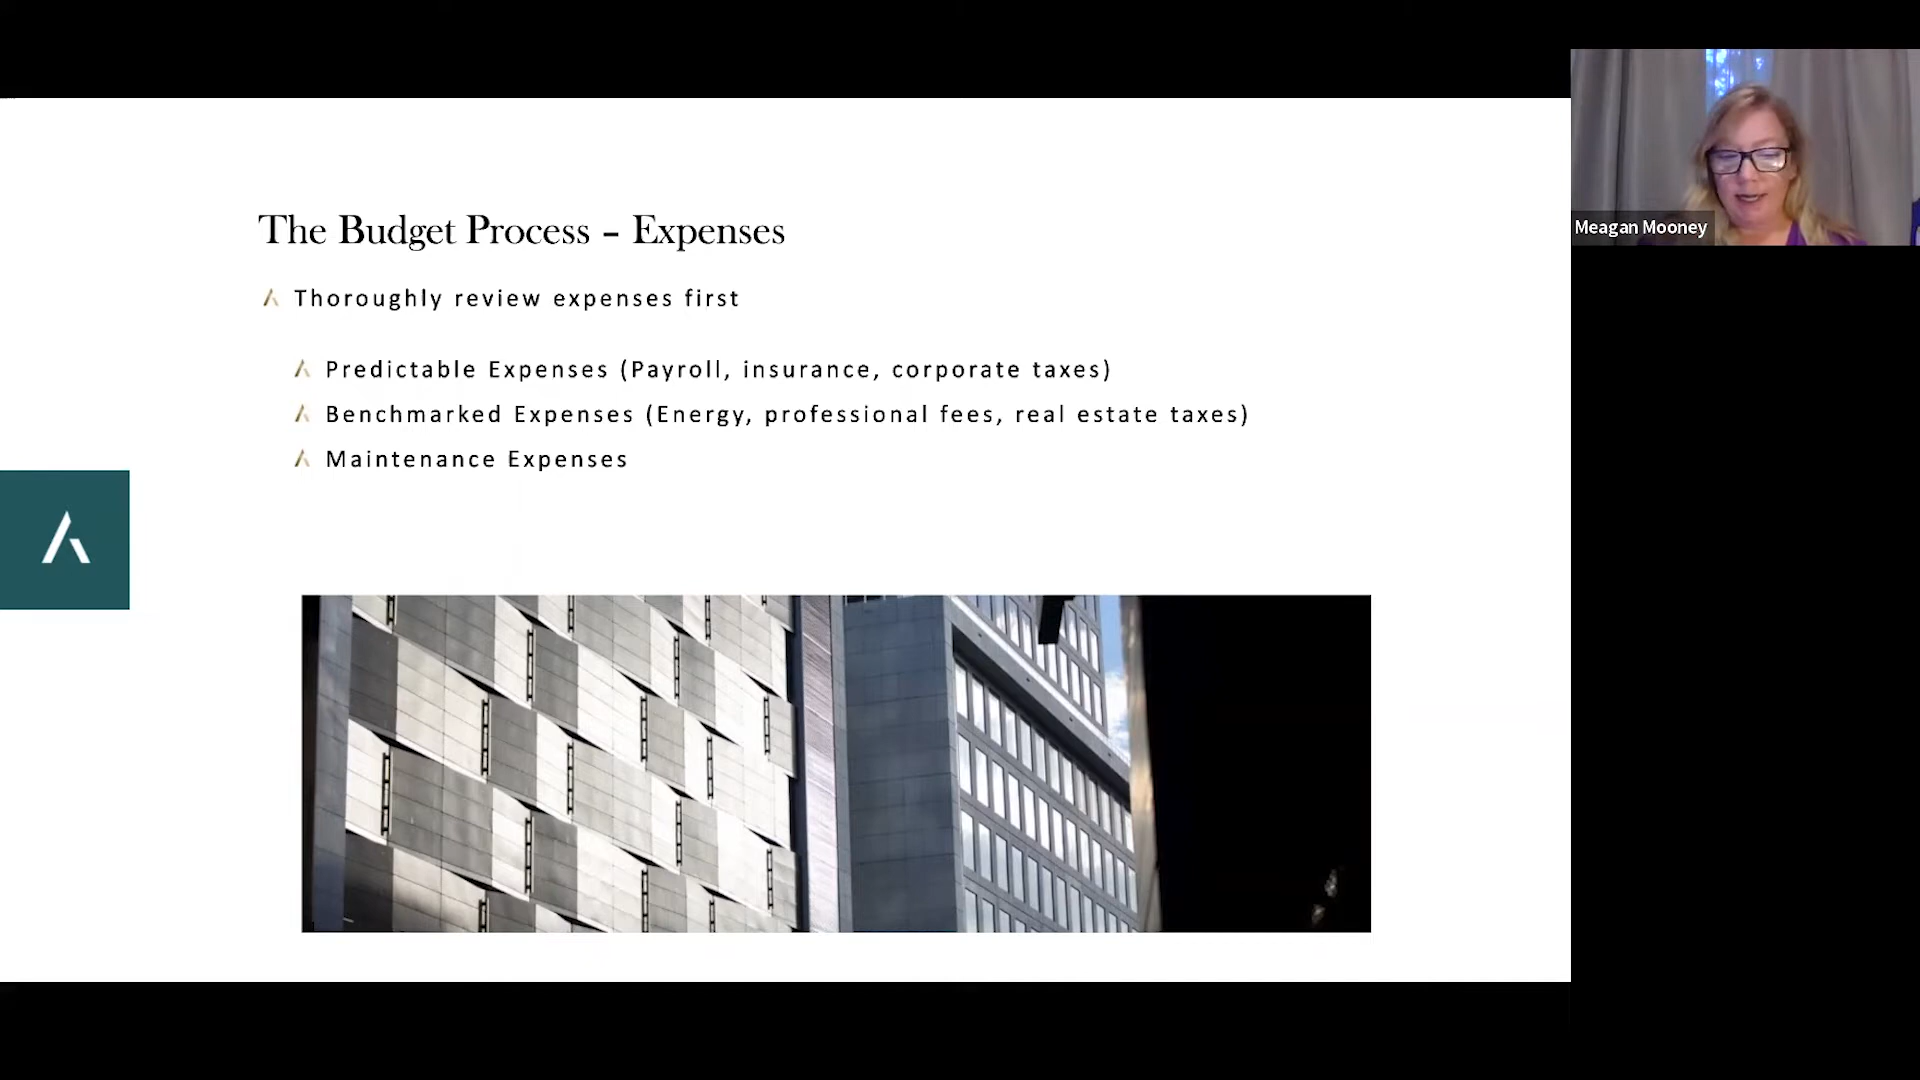 The Budget Process – Expenses
Thoroughly review expenses first
Predictable Expenses (Payroll, insurance, corporate taxes)
Benchmarked Expenses (Energy, professional fees, real estate taxes)
Maintenance Expenses
Meagan Mooney